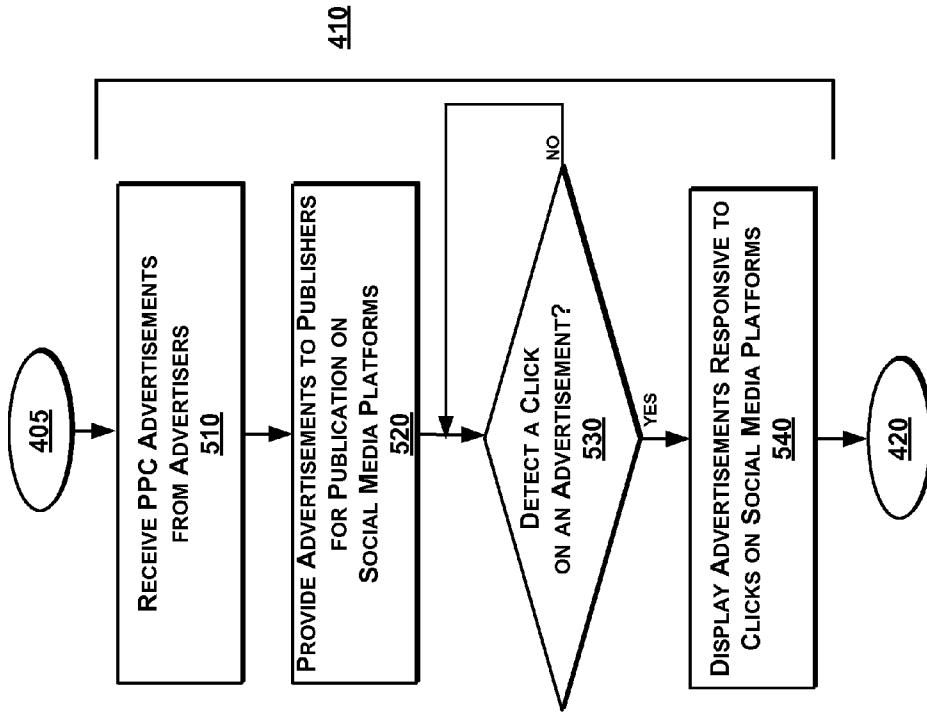 405
RECEIVE PPC ADVERTISEMENTS
FROM ADVERTISERS
510
PROVIDE ADVERTISEMENTS TO PUBLISHERS
FOR PUBLICATION ON
SOCIAL MEDIA PLATFORMS
520
DETECT A CLICK
ON AN ADVERTISEMENT?
530
NO
YES
DISPLAY ADVERTISEMENTS RESPONSIVE TO
CLICKS ON SOCIAL MEDIA PLATFORMS
540
420
410